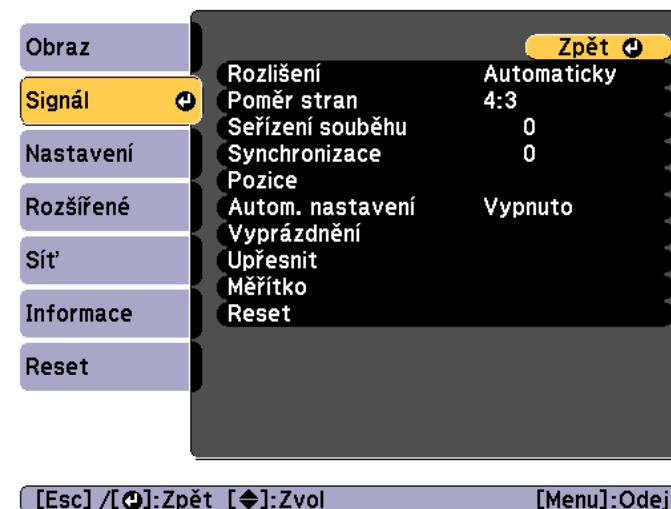 Obraz
Signál
Nastavení
Rozšířené
Síť
Informace
Reset
Zpět
Rozlišení Automaticky
Poměr stran 4:3
Seřízení souběhu 0
Synchronizace 0
Pozice
Autom. nastavení Vypnuto
Vyprázdnění
Upřesnit
Měřítko
Reset
[Esc] /[ ]:Zpět [ ]:Zvol [Menu]:Odej